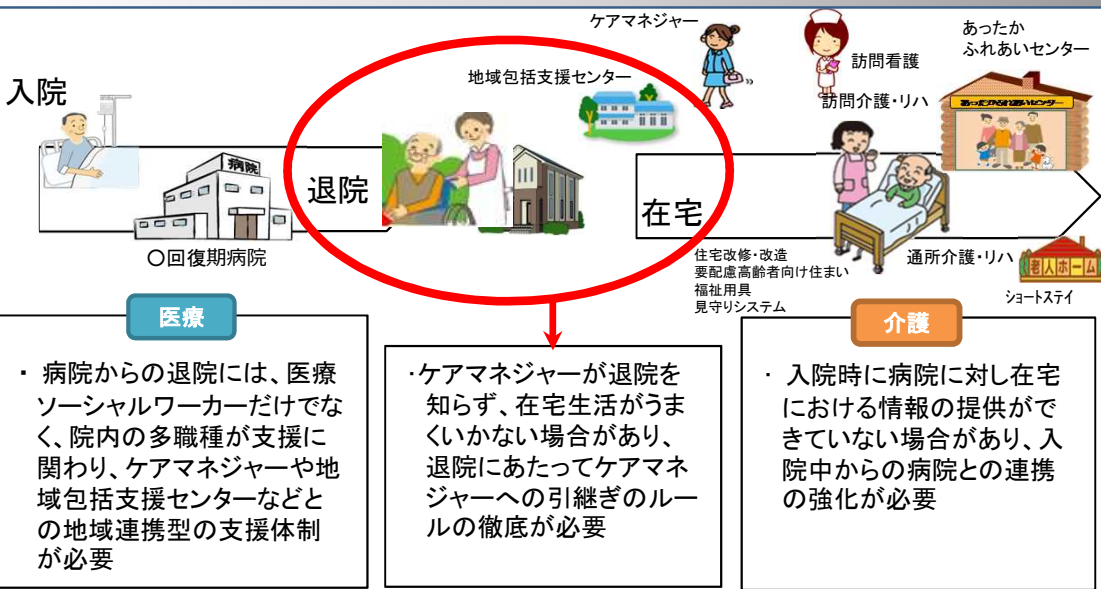 入院
病院
〇回復期病院
退院
地域包括支援センター
ケアマネジャー
訪問看護
訪問介護・リハ
あったか
ふれあいセンター
あったかふれあいセンター
在宅
住宅改修・改造
要配慮高齢者向け住まい
福祉用具
見守りシステム
通所介護・リハ
老人ホーム
ショートステイ
医療
・ 病院からの退院には、医療
ソーシャルワーカーだけでな
く、院内の多職種が支援に
関わり、ケアマネジャーや地
域包括支援センターなどと
の地域連携型の支援体制
が必要
・ケアマネジャーが退院を
知らず、在宅生活がうま
くいかない場合があり、
退院にあたってケアマネ
ジャーへの引継ぎのルー
ルの徹底が必要
介護
・ 入院時に病院に対し在宅
における情報の提供がで
きていない場合があり、入
院中からの病院との連携
の強化が必要